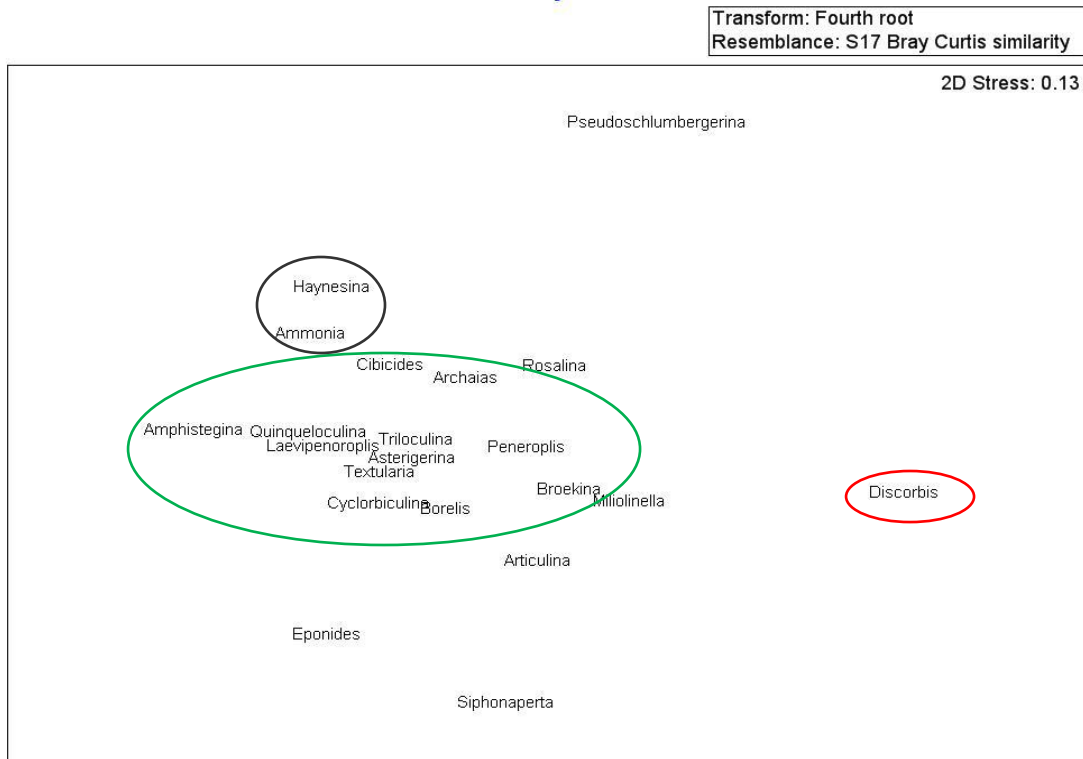 Transform: Fourth root
Resemblance: S17 Bray Curtis similarity
2D Stress: 0.13
Pseudoschlumbergerina
Haynesina
Ammonia
Cibicides
Rosalina
Archaias
Amphistegina
Quinqueloculina
Triloculina
Laevipenoroplis
Peneroplis
Asterigerina
Textularia
Broekina
Discorbis
Miliolinella
Cyclorbiculina
Borelis
Articulina
Eponides
Siphonaperta